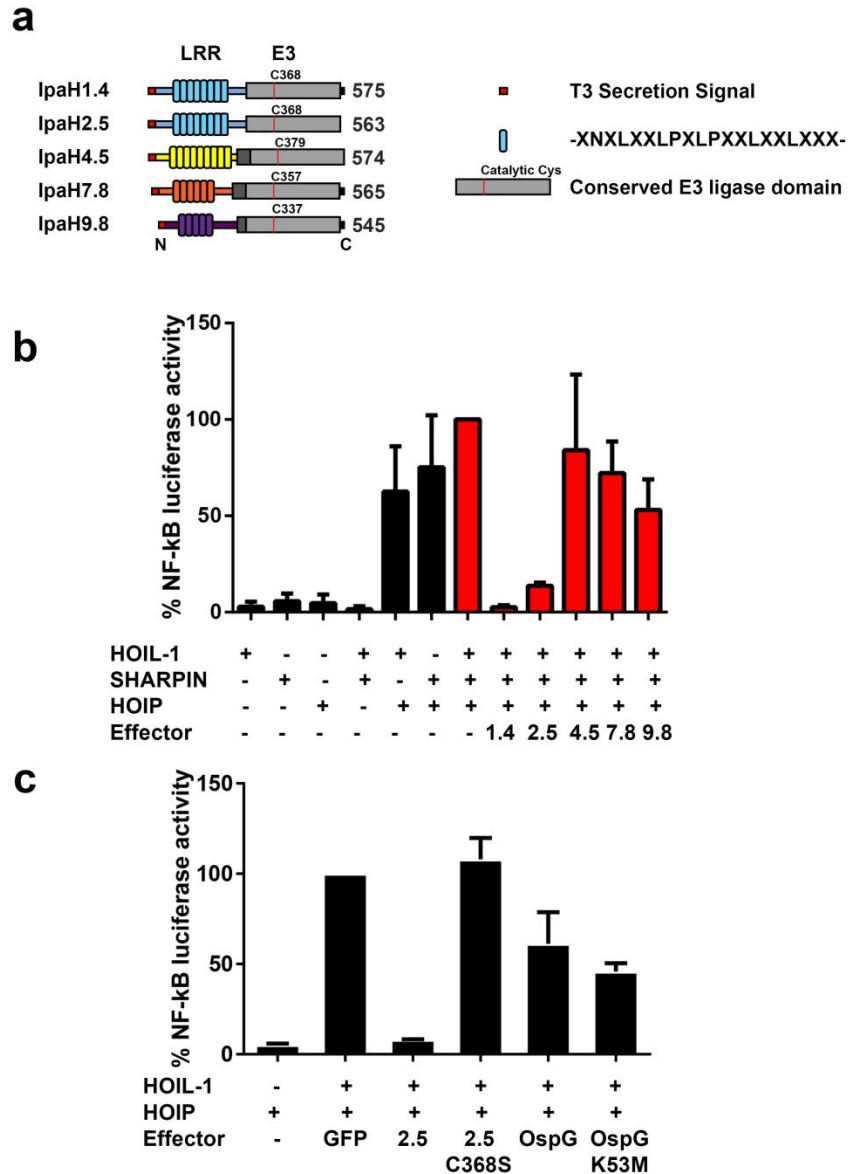 a
LRR E3
IpaH1.4 C368 575
IpaH2.5 C368 563
IpaH4.5 C379 574
IpaH7.8 C357 565
IpaH9.8 C337 545
N C
T3 Secretion Signal
-XNXLXXLPXLPXXLXXLXXX-
Catalytic Cys
Conserved E3 ligase domain
b
% NF-kB luciferase activity
150
100
50
0
HOIL-1 + - - + + - + + + + + +
SHARPIN - + - + - + + + + + + +
HOIP - - + - + + + + + + + +
Effector - - - - - - - 1.4 2.5 4.5 7.8 9.8
c
% NF-kB luciferase activity
150
100
50
0
HOIL-1 - + + + + +
HOIP + + + + + +
Effector - GFP 2.5 2.5 OspG OspG
C368S K53M